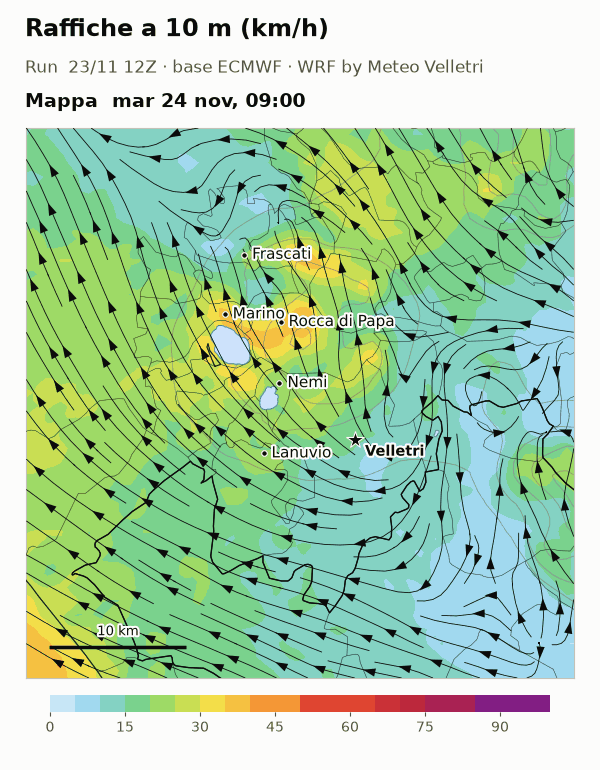 Raffiche a 10 m (km/h)
Run  23/11 12Z · base ECMWF · WRF by Meteo Velletri
Mappa  mar 24 nov, 09:00
Frascati
Marino
Rocca di Papa
Nemi
Velletri
Lanuvio
10 km
0 15 30 45 60 75 90